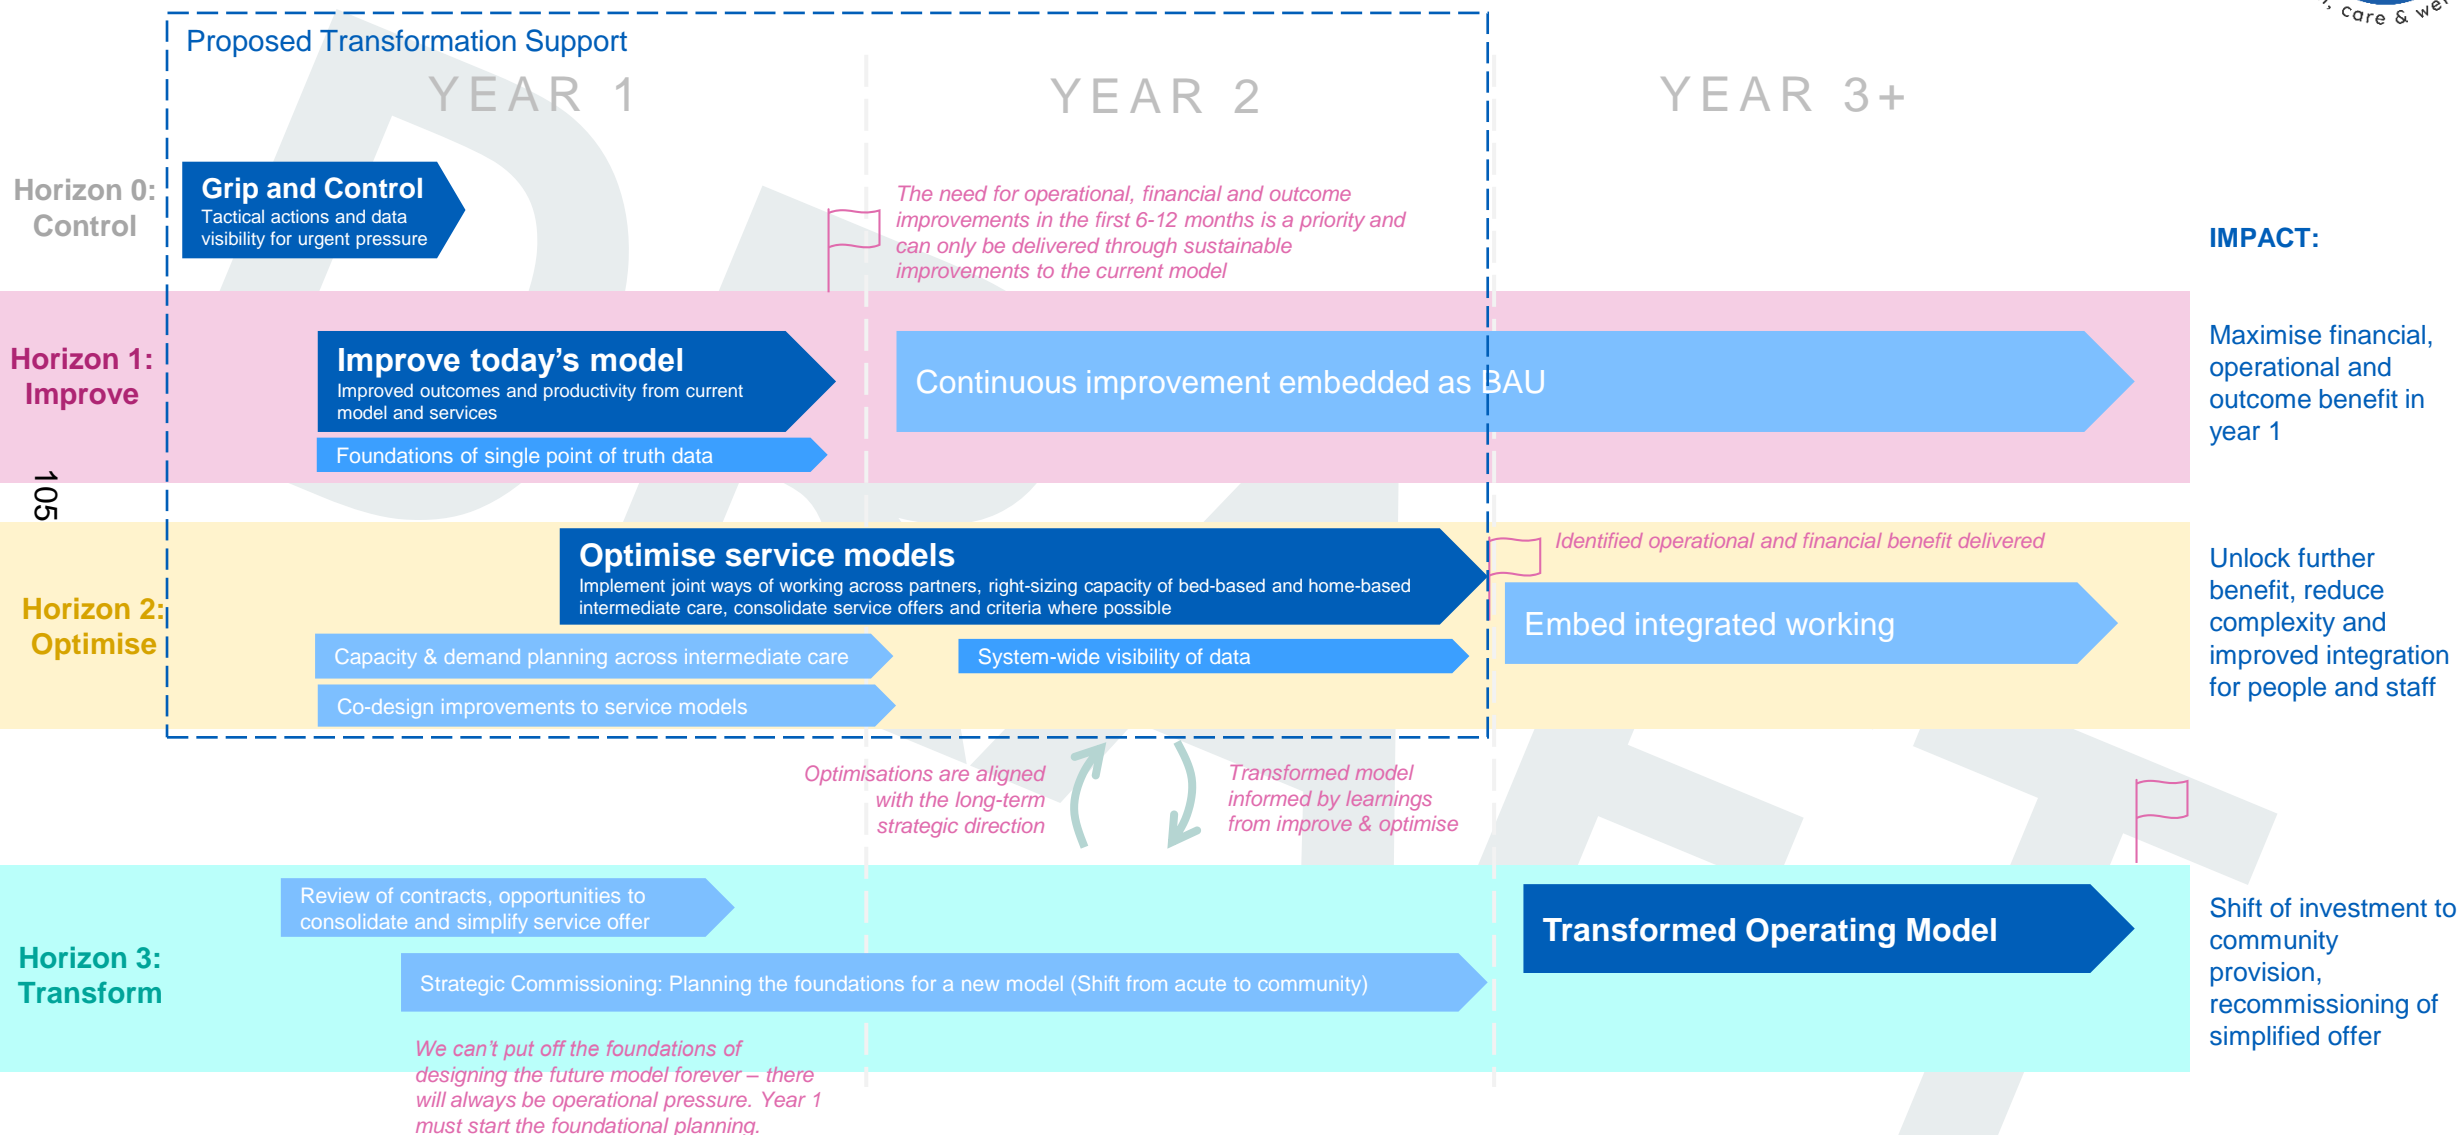 , care & we
Proposed Transformation Support
YEAR 1
YEAR 2
YEAR 3+
Horizon 0:
Control
Grip and Control
Tactical actions and data
visibility for urgent pressure
The need for operational, financial and outcome
improvements in the first 6-12 months is a priority and
can only be delivered through sustainable
improvements to the current model
IMPACT:
Horizon 1:
Improve
Improve today's model
Improved outcomes and productivity from current
model and services
Foundations of single point of truth data
Continuous improvement embedded as BAU
Maximise financial,
operational and
outcome benefit in
year 1
105
Horizon 2:
Optimise
Optimise service models
Implement joint ways of working across partners, right-sizing capacity of bed-based and home-based
intermediate care, consolidate service offers and criteria where possible
Capacity & demand planning across intermediate care
Co-design improvements to service models
System-wide visibility of data
Identified operational and financial benefit delivered
Embed integrated working
Unlock further
benefit, reduce
complexity and
improved integration
for people and staff
Optimisations are aligned
with the long-term
strategic direction
Transformed model
informed by learnings
from improve & optimise
Horizon 3:
Transform
Review of contracts, opportunities to
consolidate and simplify service offer
Strategic Commissioning: Planning the foundations for a new model (Shift from acute to community)
Transformed Operating Model
Shift of investment to
community
provision,
recommissioning of
simplified offer
We can't put off the foundations of
designing the future model forever – there
will always be operational pressure. Year 1
must start the foundational planning.
DRAFT